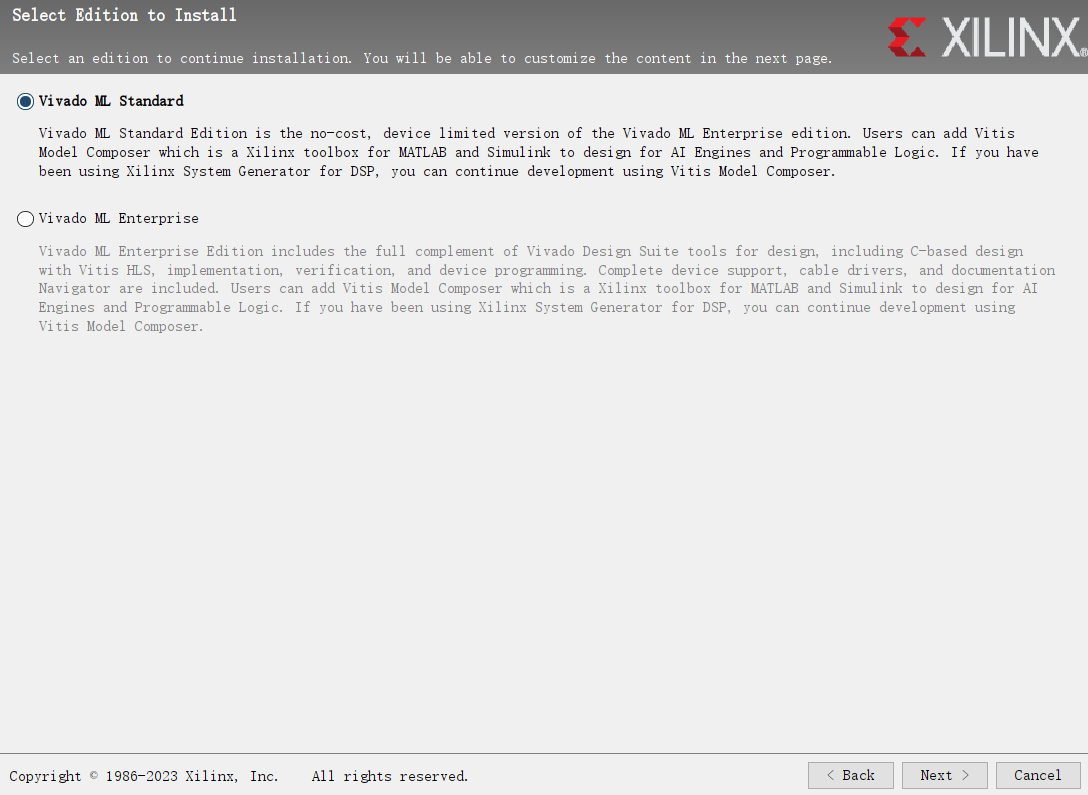 Select Edition to Install
XILINX®
Select an edition to continue installation. You will be able to customize the content in the next page.
Vivado ML Standard
Vivado ML Standard Edition is the no-cost, device limited version of the Vivado ML Enterprise edition. Users can add Vitis
Model Composer which is a Xilinx toolbox for MATLAB and Simulink to design for AI Engines and Programmable Logic. If you have
been using Xilinx System Generator for DSP, you can continue development using Vitis Model Composer.
Vivado ML Enterprise
Vivado ML Enterprise Edition includes the full complement of Vivado Design Suite tools for design, including C-based design
with Vitis HLS, implementation, verification, and device programming. Complete device support, cable drivers, and documentation
Navigator are included. Users can add Vitis Model Composer which is a Xilinx toolbox for MATLAB and Simulink to design for AI
Engines and Programmable Logic. If you have been using Xilinx System Generator for DSP, you can continue development using
Vitis Model Composer.
Copyright © 1986-2023 Xilinx, Inc. All rights reserved.
< Back
Next >
Cancel